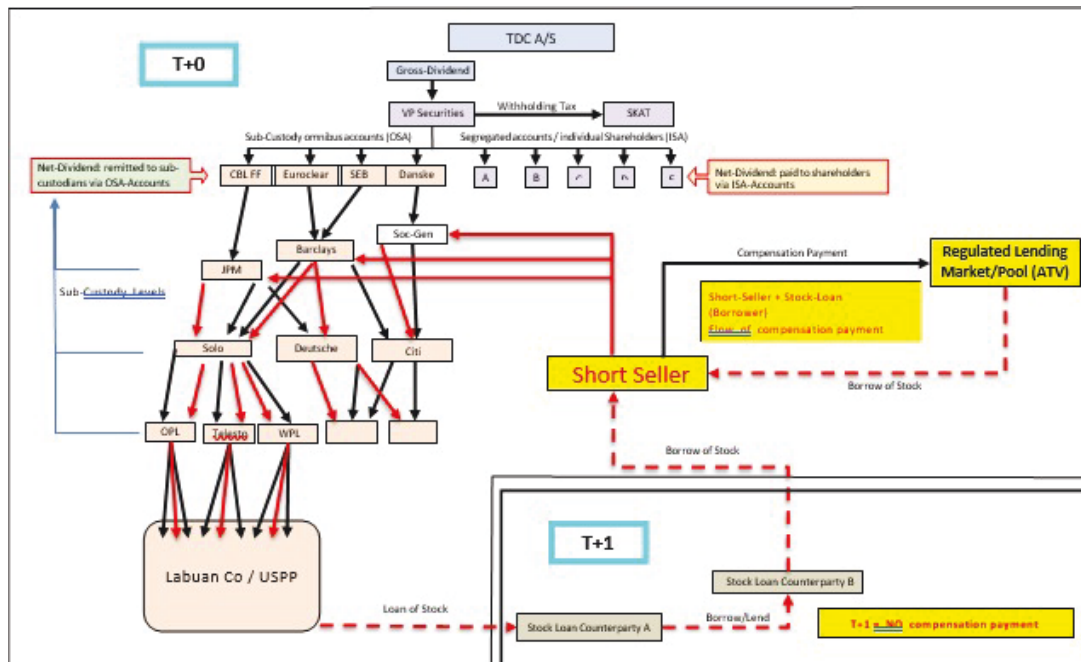 TDC A/S
T+0
Gross-Dividend
VP Securities
Withholding Tax
SKAT
Sub-Custody omnibus accounts (OSA)
Segregated accounts / individual Shareholders (ISA)
Net-Dividend: remitted to sub-
custodians via OSA-Accounts
CBL FF
Euroclear
SEB
Danske
A
B
Net-Dividend: paid to shareholders
via ISA-Accounts
Soc-Gen
Barclays
JPM
Compensation Payment
Regulated Lending
Market/Pool (ATV)
Sub-Custody Levels
Short-Seller + Stock-Loan
(Borrower)
Flow of compensation payment
Solo
Deutsche
Citi
Short Seller
Borrow of Stock
OPL
Telesto
WPL
Borrow of Stock
T+1
Labuan Co / USPP
Stock Loan Counterparty B
Loan of Stock
Stock Loan Counterparty A
Borrow/Lend
T+1 = NO compensation payment